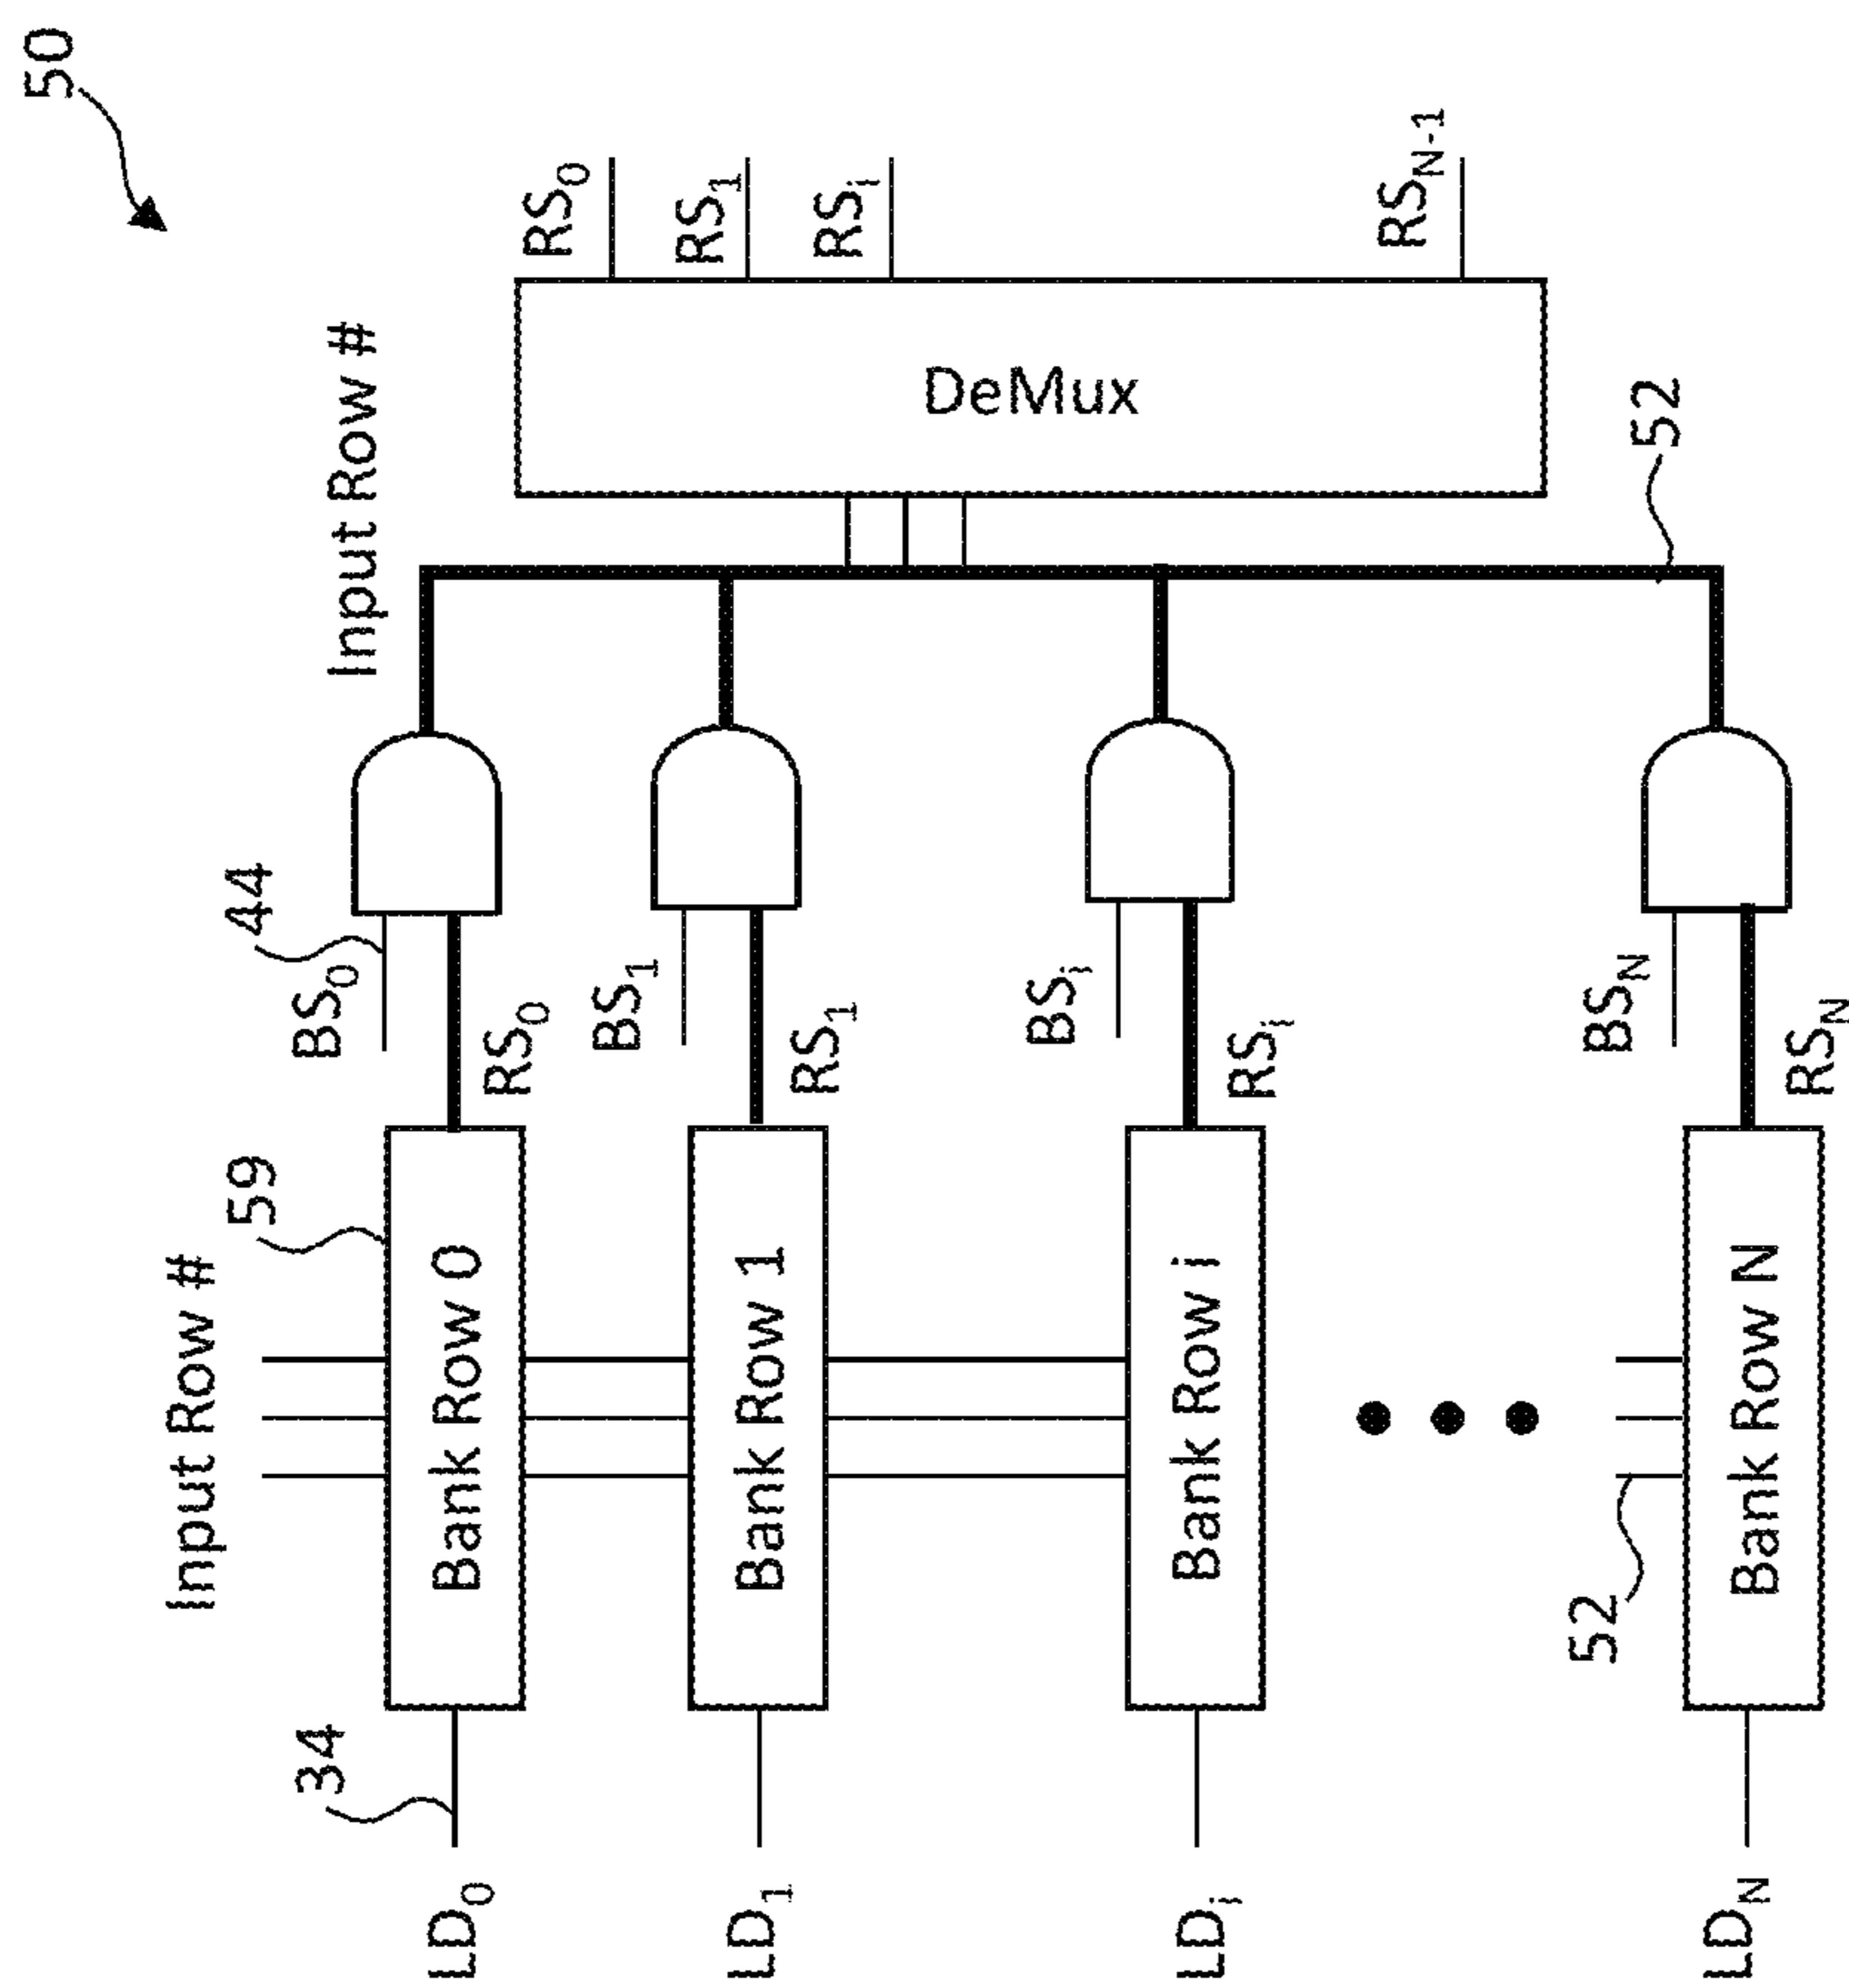 50
Input Row #
RS0
RS1
RSi
RSN-1
DeMux
52
44
BS0
RS0
BS1
RS1
BSi
RSi
BSN
RSN
Input Row #
59
Bank Row 0
Bank Row 1
Bank Row i
Bank Row N
52
34
LD0
LD1
LDi
LDN